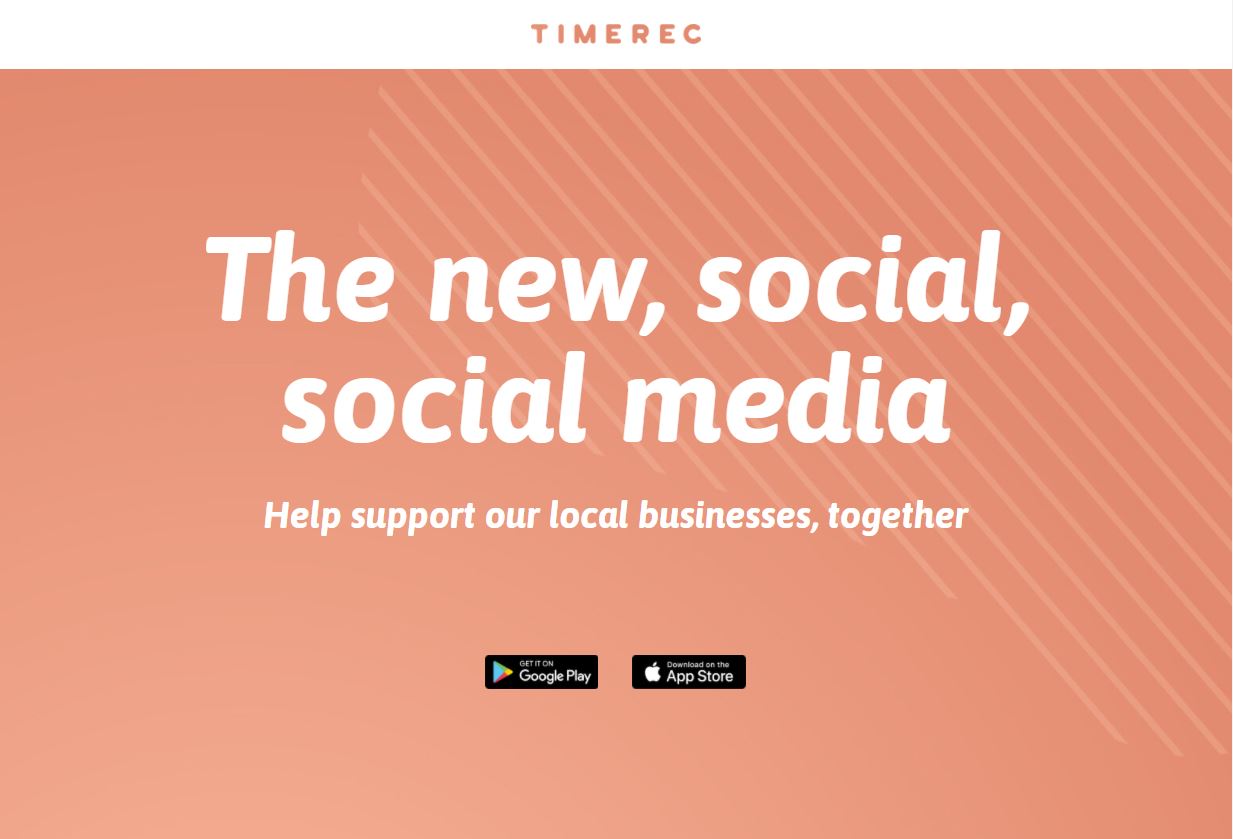 TIMEREC
The new, social,
social media
Help support our local businesses, together
GET IT ON
Google Play
Download on the
App Store